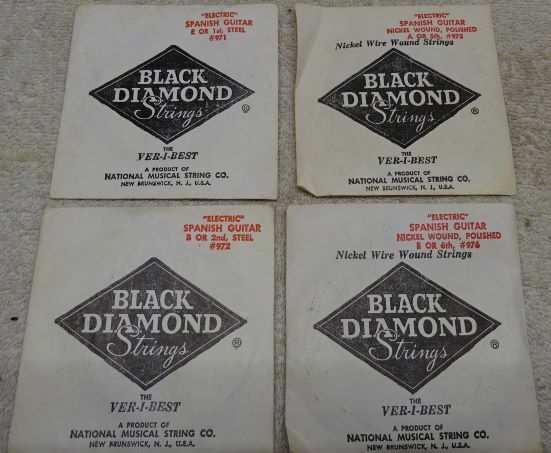 "ELECTRIC"
SPANISH GUITAR
E OR 1st, STEEL
#971
BLACK
DIAMOND
Strings
®
THE
VER-I-BEST
A PRODUCT OF
NATIONAL MUSICAL STRING CO.
NEW BRUNSWICK, N. J., U.S.A.
"ELECTRIC"
SPANISH GUITAR
NICKEL WOUND, POLISHED
A OR 5th, #975
Nickel Wire Wound Strings
BLACK
DIAMOND
Strings
®
THE
VER-I-BEST
A PRODUCT OF
NATIONAL MUSICAL STRING CO.
NEW BRUNSWICK, N. J., U.S.A.
"ELECTRIC"
SPANISH GUITAR
B OR 2nd, STEEL
#972
BLACK
DIAMOND
Strings
®
THE
VER-I-BEST
A PRODUCT OF
NATIONAL MUSICAL STRING CO.
NEW BRUNSWICK, N. J., U.S.A.
"ELECTRIC"
SPANISH GUITAR
NICKEL WOUND, POLISHED
E OR 6th, #976
Nickel Wire Wound Strings
BLACK
DIAMOND
Strings
®
THE
VER-I-BEST
A PRODUCT OF
NATIONAL MUSICAL STRING CO.
NEW BRUNSWICK, N. J., U.S.A.